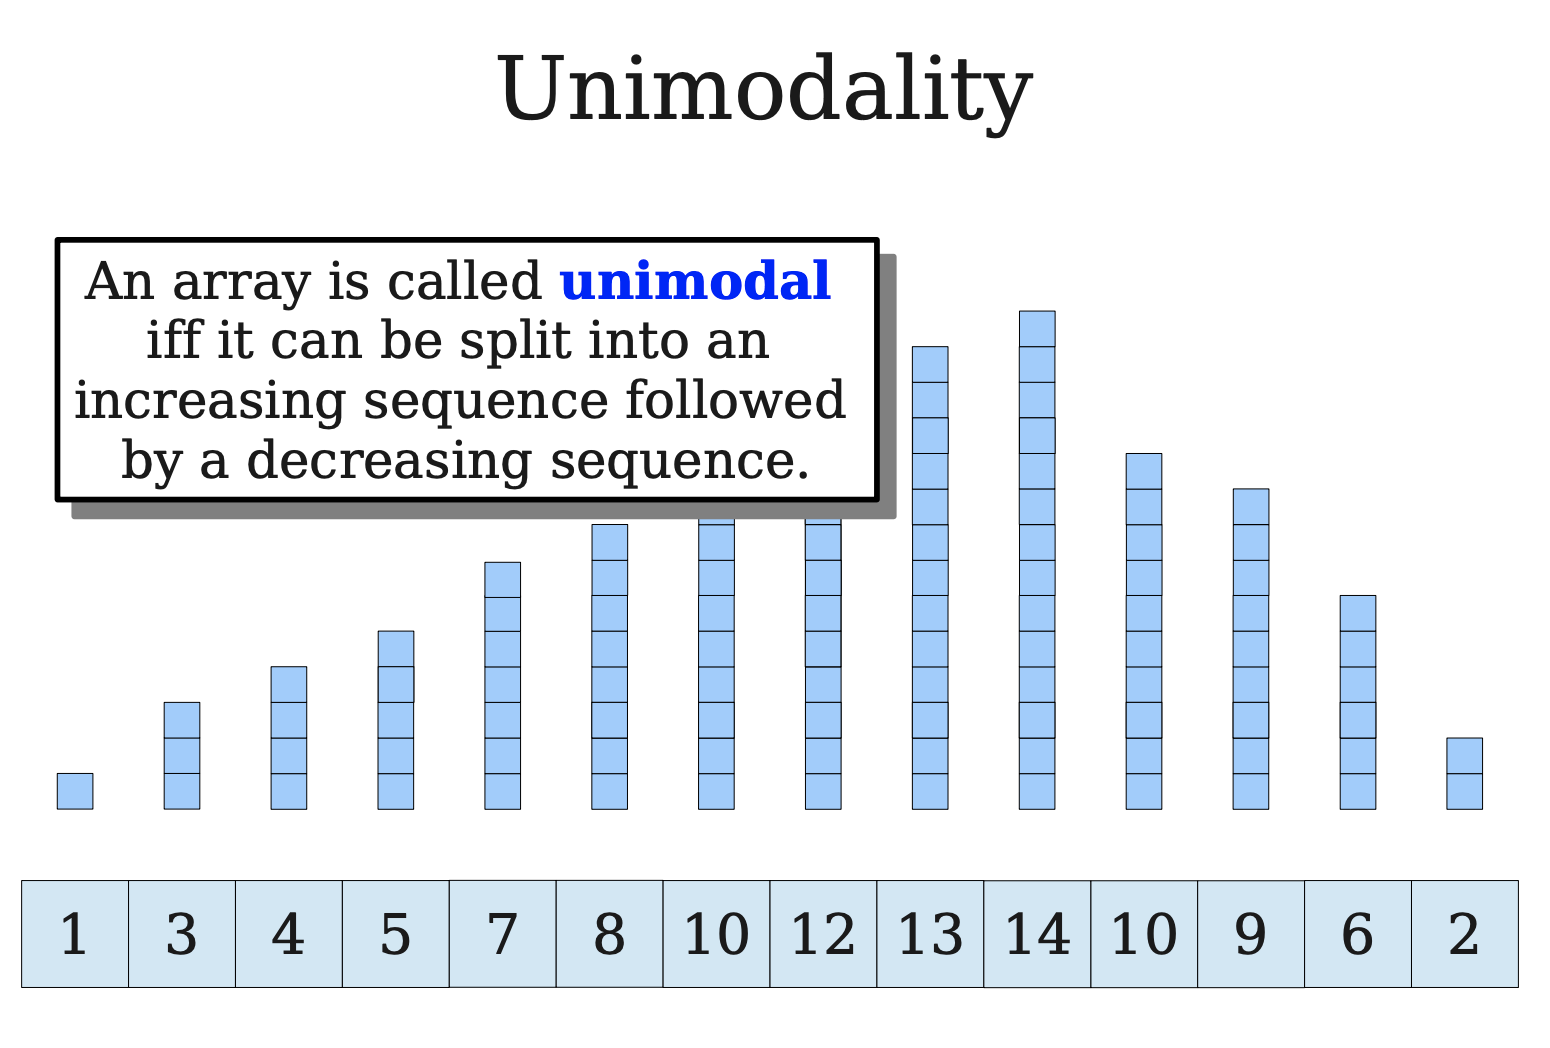 Unimodality
An array is called unimodal
iff it can be split into an
increasing sequence followed
by a decreasing sequence.
1 3 4 5 7 8 10 12 13 14 10 9 6 2